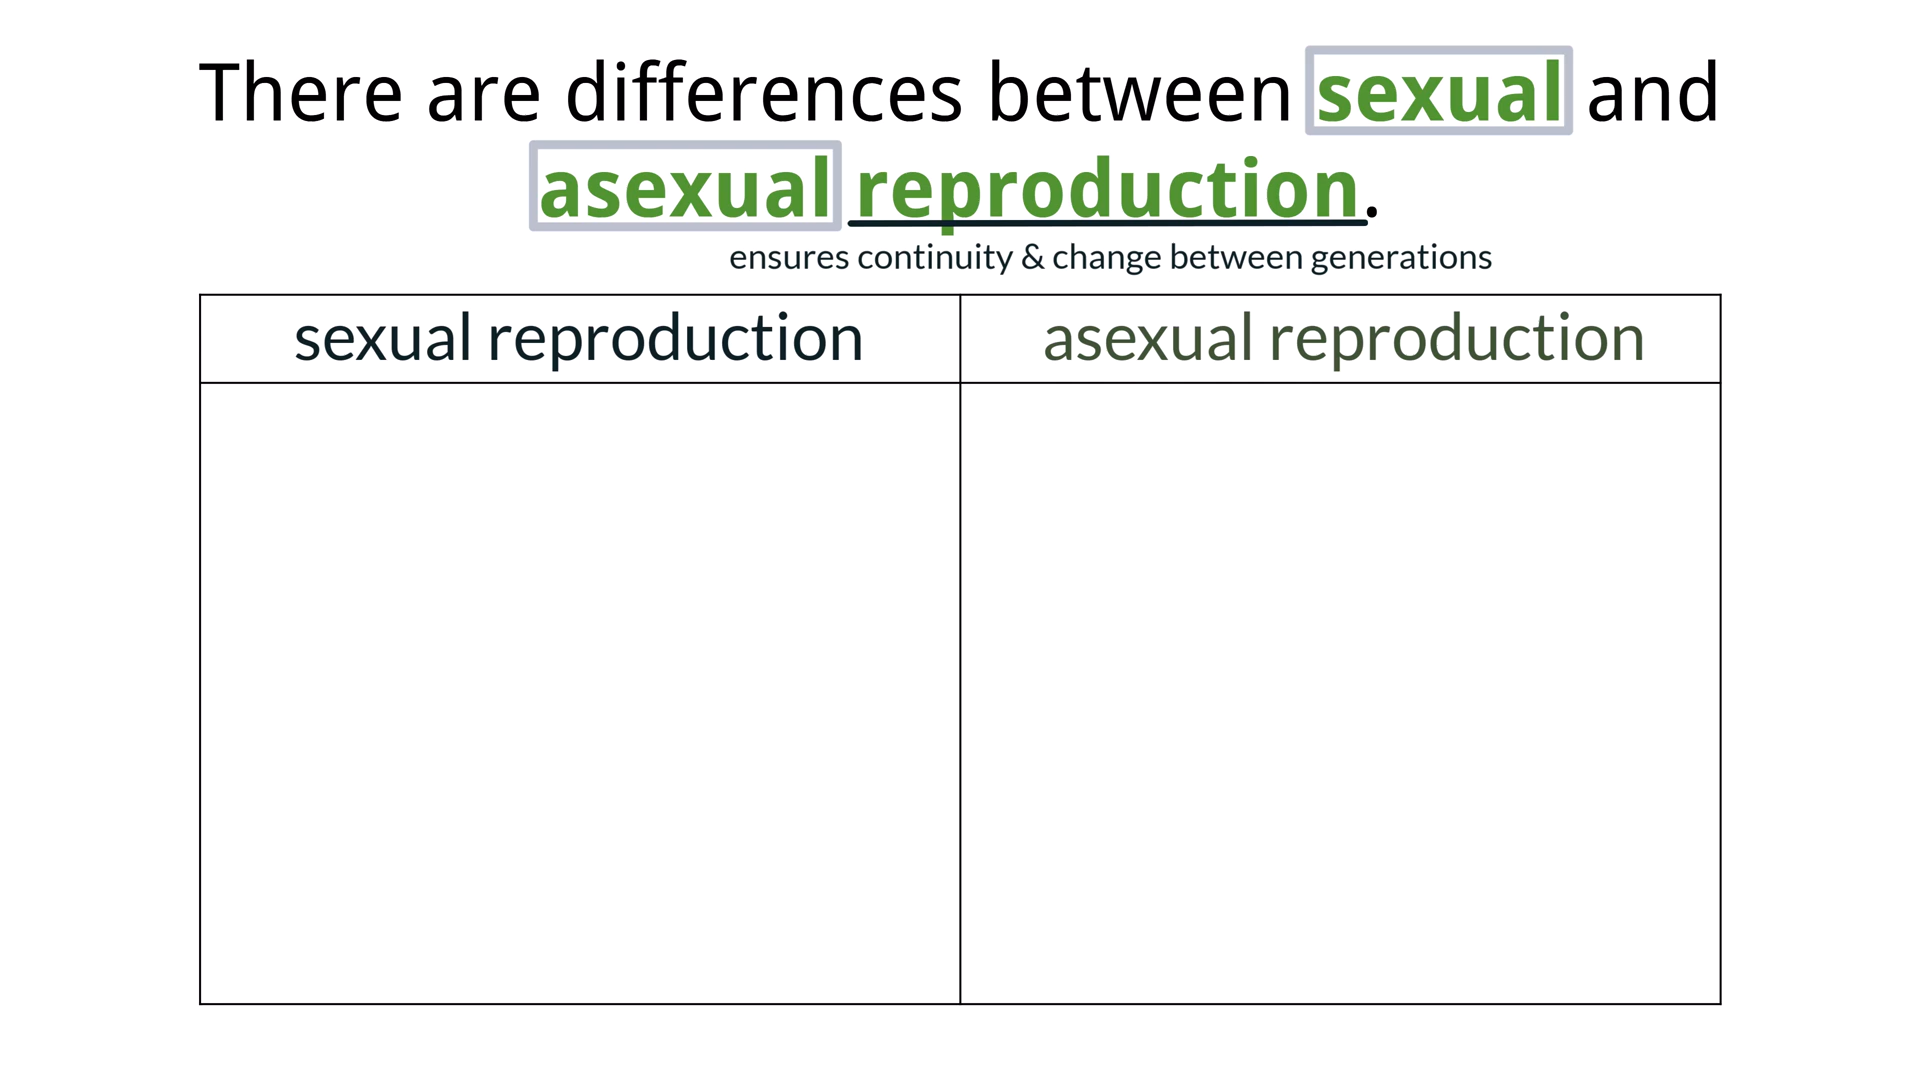 There are differences between sexual and
asexual reproduction.
ensures continuity & change between generations
sexual reproduction
asexual reproduction